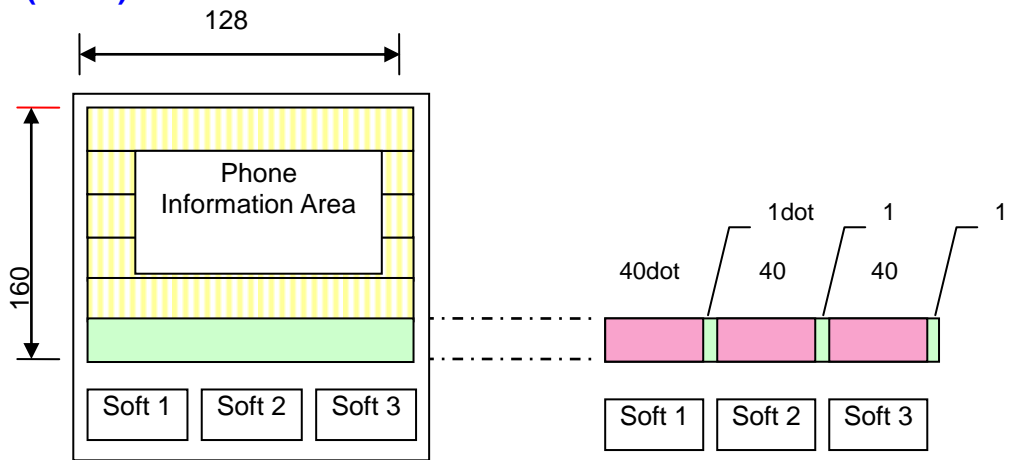 128
Phone
Information Area
160
Soft 1 Soft 2 Soft 3
1dot 1 1
40dot 40 40
Soft 1 Soft 2 Soft 3